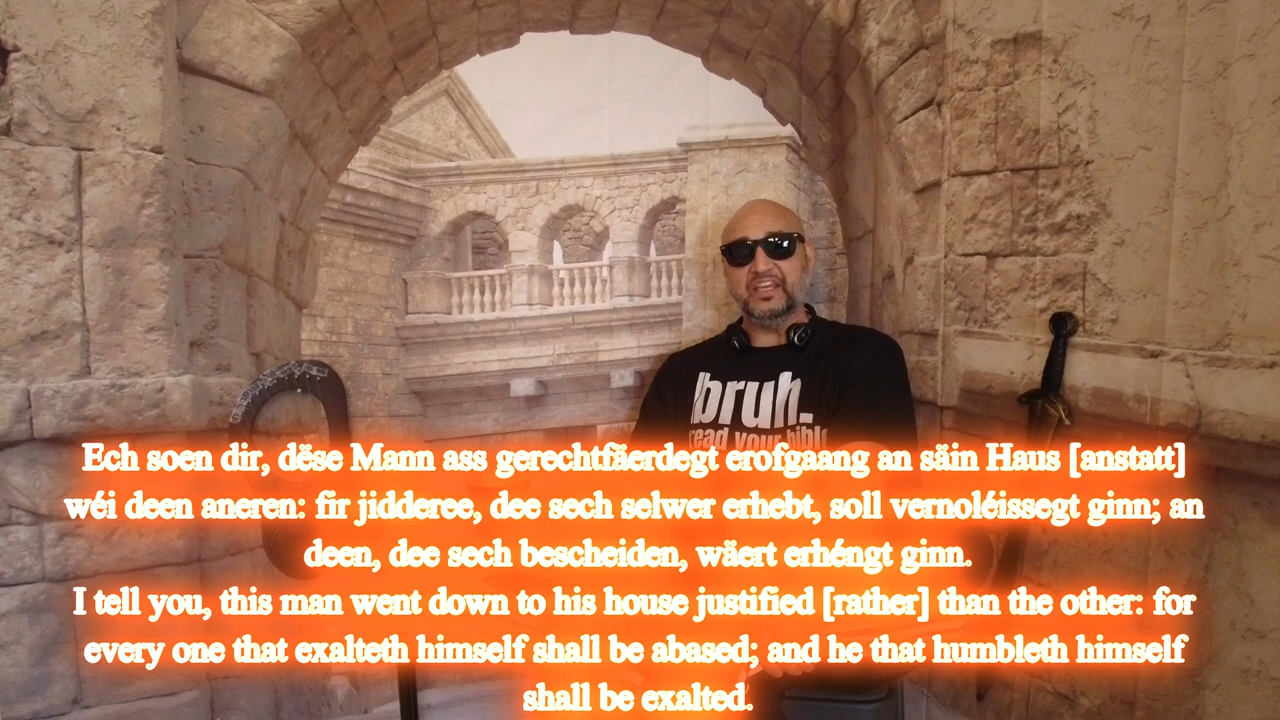 bruh.
read your bible
Ech soen dir, dëse Mann ass gerechtfäerdegt erofgaang an säin Haus [anstatt]
wéi deen aneren: fir jidderee, dee sech selwer erhebt, soll vernoléissegt ginn; an
deen, dee sech bescheiden, wäert erhéngt ginn.
I tell you, this man went down to his house justified [rather] than the other: for
every one that exalteth himself shall be abased; and he that humbleth himself
shall be exalted.